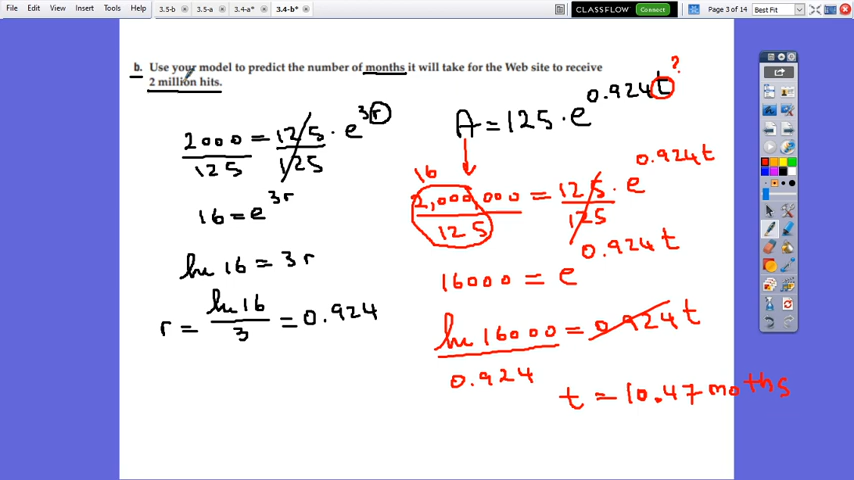 File Edit View Insert Tools Help 3.5-b × 3.5-a × 3.4-a* × 3.4-b* × CLASSFLOW Connect Page 3 of 14 Best Fit
b. Use your model to predict the number of months it will take for the Web site to receive
2 million hits.
2000/125 = 125/125 · e^3r
16 = e^3r
ln 16 = 3r
r = ln 16/3 = 0.924
A = 125 · e^0.924t ?
16
2,000,000/125 = 125/125 · e^0.924t
16000 = e^0.924t
ln 16000/0.924 = 0.924t
t = 10.47 moths